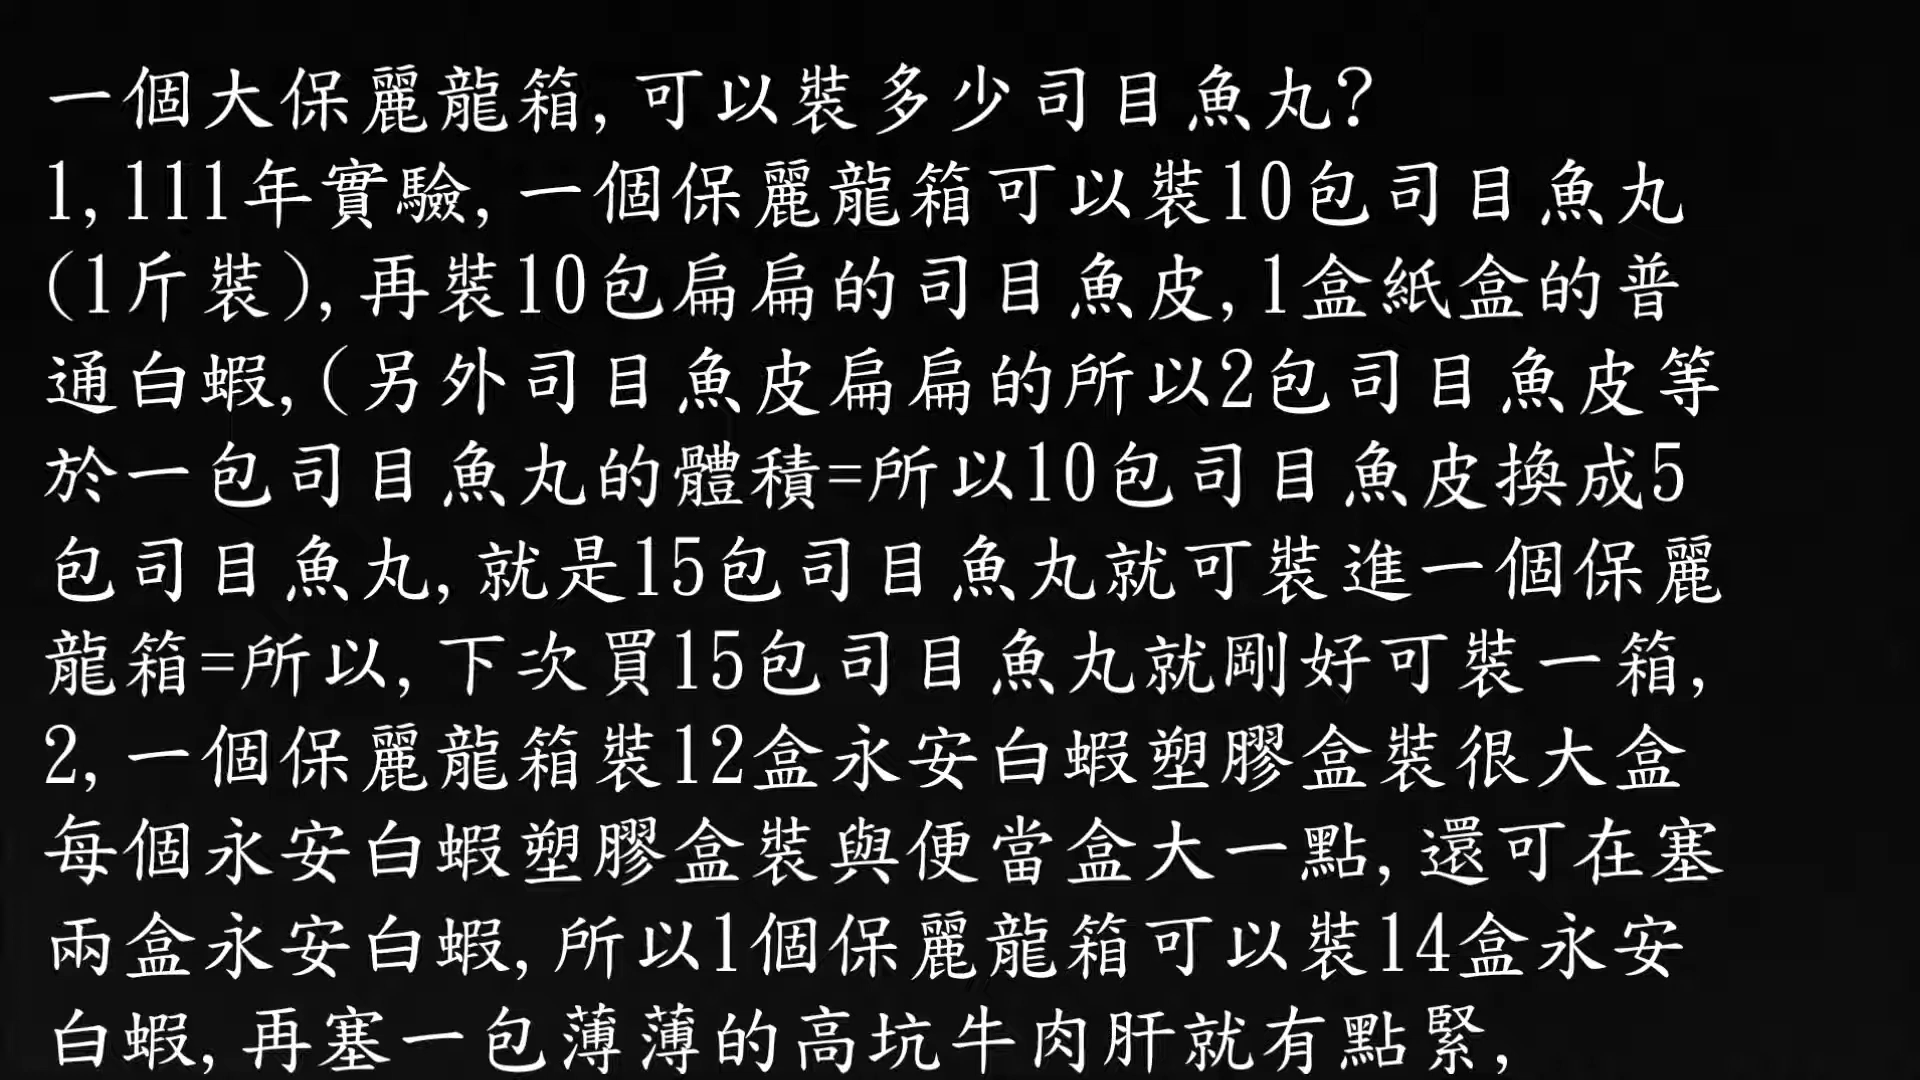 一個大保麗龍箱,可以裝多少司目魚丸?
1,111年實驗,一個保麗龍箱可以裝10包司目魚丸
(1斤裝),再裝10包扁扁的司目魚皮,1盒紙盒的普
通白蝦,(另外司目魚皮扁扁的所以2包司目魚皮等
於一包司目魚丸的體積=所以10包司目魚皮換成5
包司目魚丸,就是15包司目魚丸就可裝進一個保麗
龍箱=所以,下次買15包司目魚丸就剛好可裝一箱,
2,一個保麗龍箱裝12盒永安白蝦塑膠盒裝很大盒
每個永安白蝦塑膠盒裝與便當盒大一點,還可在塞
兩盒永安白蝦,所以1個保麗龍箱可以裝14盒永安
白蝦,再塞一包薄薄的高坑牛肉肝就有點緊,